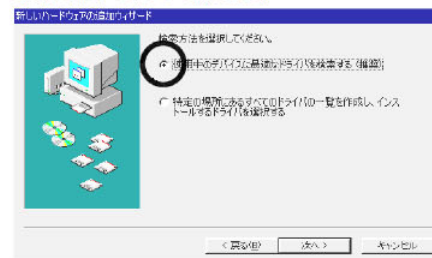 新しいハードウェアの追加ウィザード
検索方法を選択してください。
使用中のデバイスに最適なドライバを検索する (推奨)
特定の場所にあるすべてのドライバの一覧を作成し、インス
トールするドライバを選択する
< 戻る(B)
次へ >
キャンセル